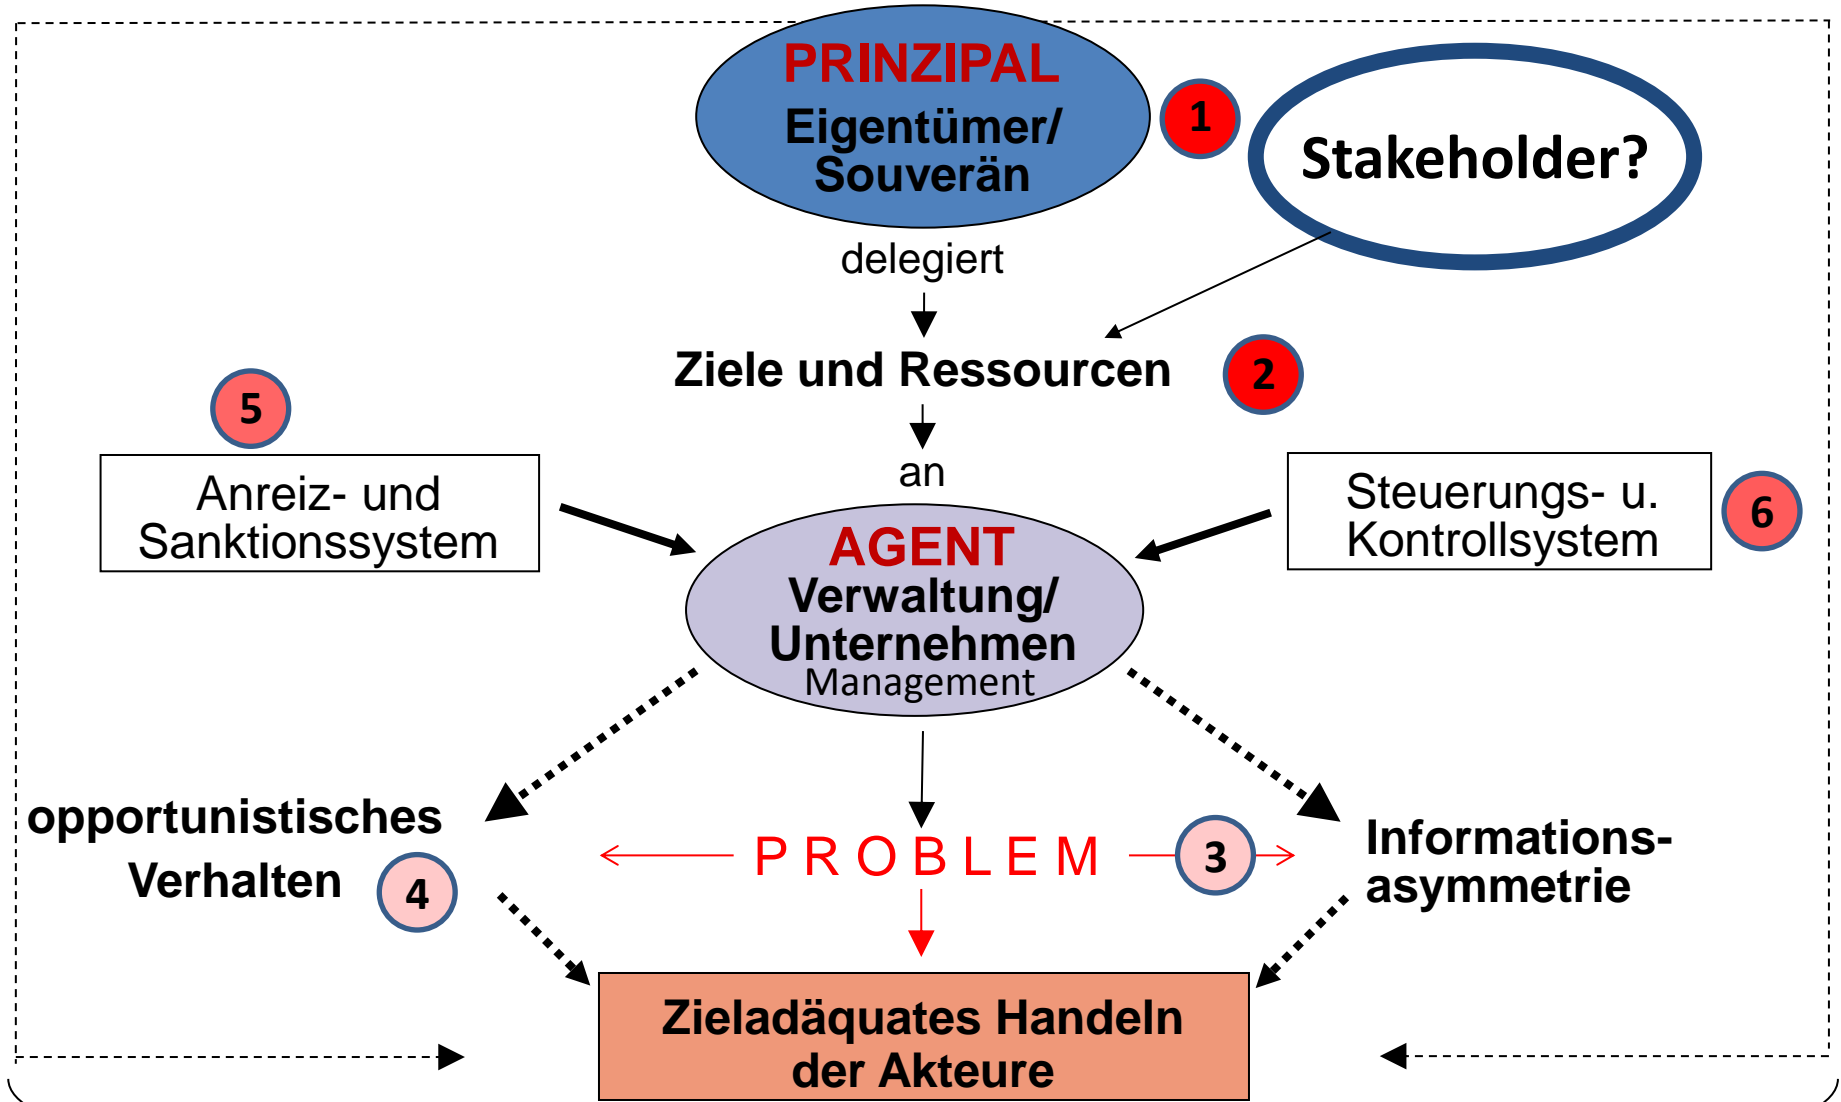 PRINZIPAL
Eigentümer/
Souverän
1
Stakeholder?
delegiert
Ziele und Ressourcen
2
5
an
Anreiz- und
Sanktionssystem
Steuerungs- u.
Kontrollsystem
6
AGENT
Verwaltung/
Unternehmen
Management
opportunistisches
Verhalten
4
PROBLEM
3
Informations-
asymmetrie
Zieladäquates Handeln
der Akteure